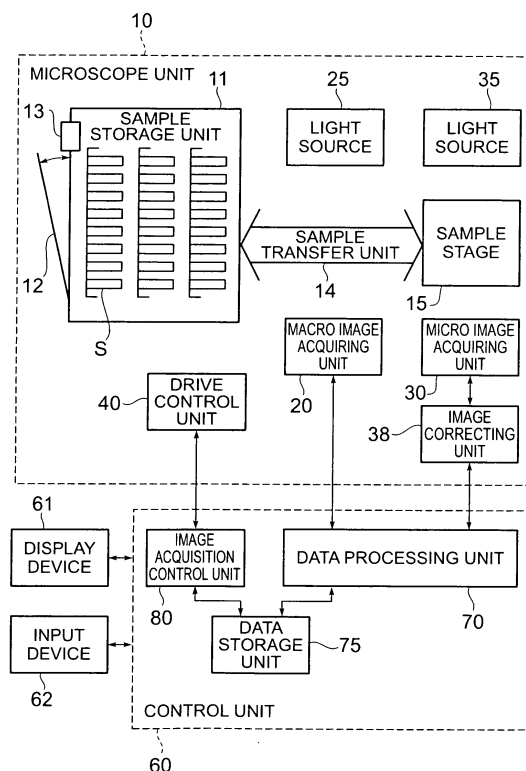 10
MICROSCOPE UNIT
11
25
35
13
SAMPLE
STORAGE UNIT
LIGHT
SOURCE
LIGHT
SOURCE
12
SAMPLE
TRANSFER UNIT
14
SAMPLE
STAGE
15
S
MACRO IMAGE
ACQUIRING
UNIT
20
MICRO IMAGE
ACQUIRING
UNIT
30
40
DRIVE
CONTROL
UNIT
38
IMAGE
CORRECTING
UNIT
61
DISPLAY
DEVICE
IMAGE
ACQUISITION
CONTROL UNIT
80
DATA PROCESSING UNIT
70
INPUT
DEVICE
62
DATA
STORAGE
UNIT
75
CONTROL UNIT
60